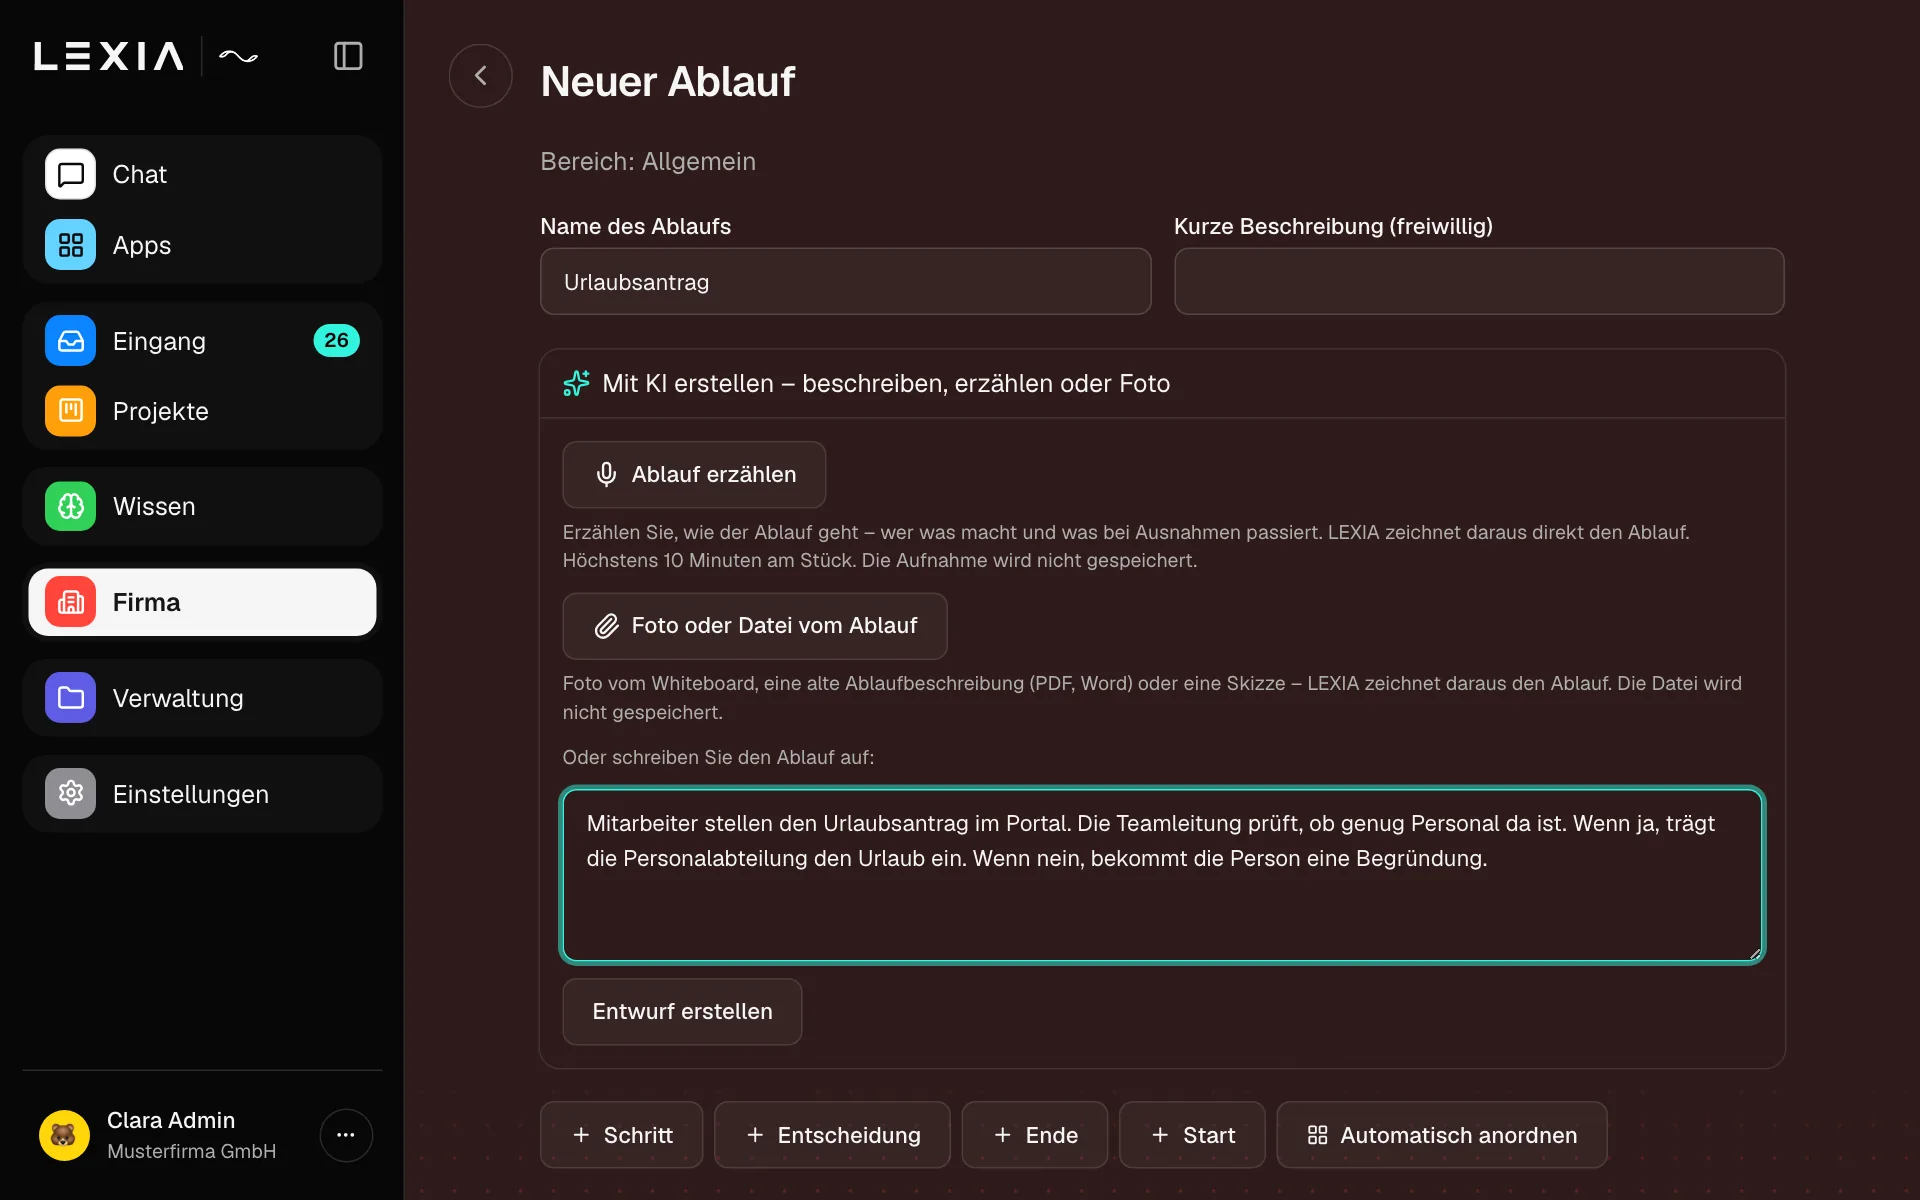 LEXIA
Chat
Apps
Eingang 26
Projekte
Wissen
Firma
Verwaltung
Einstellungen
Clara Admin
Musterfirma GmbH
Neuer Ablauf
Bereich: Allgemein
Name des Ablaufs
Urlaubsantrag
Kurze Beschreibung (freiwillig)
Mit KI erstellen – beschreiben, erzählen oder Foto
Ablauf erzählen
Erzählen Sie, wie der Ablauf geht – wer was macht und was bei Ausnahmen passiert. LEXIA zeichnet daraus direkt den Ablauf.
Höchstens 10 Minuten am Stück. Die Aufnahme wird nicht gespeichert.
Foto oder Datei vom Ablauf
Foto vom Whiteboard, eine alte Ablaufbeschreibung (PDF, Word) oder eine Skizze – LEXIA zeichnet daraus den Ablauf. Die Datei wird
nicht gespeichert.
Oder schreiben Sie den Ablauf auf:
Mitarbeiter stellen den Urlaubsantrag im Portal. Die Teamleitung prüft, ob genug Personal da ist. Wenn ja, trägt
die Personalabteilung den Urlaub ein. Wenn nein, bekommt die Person eine Begründung.
Entwurf erstellen
+ Schritt
+ Entscheidung
+ Ende
+ Start
Automatisch anordnen